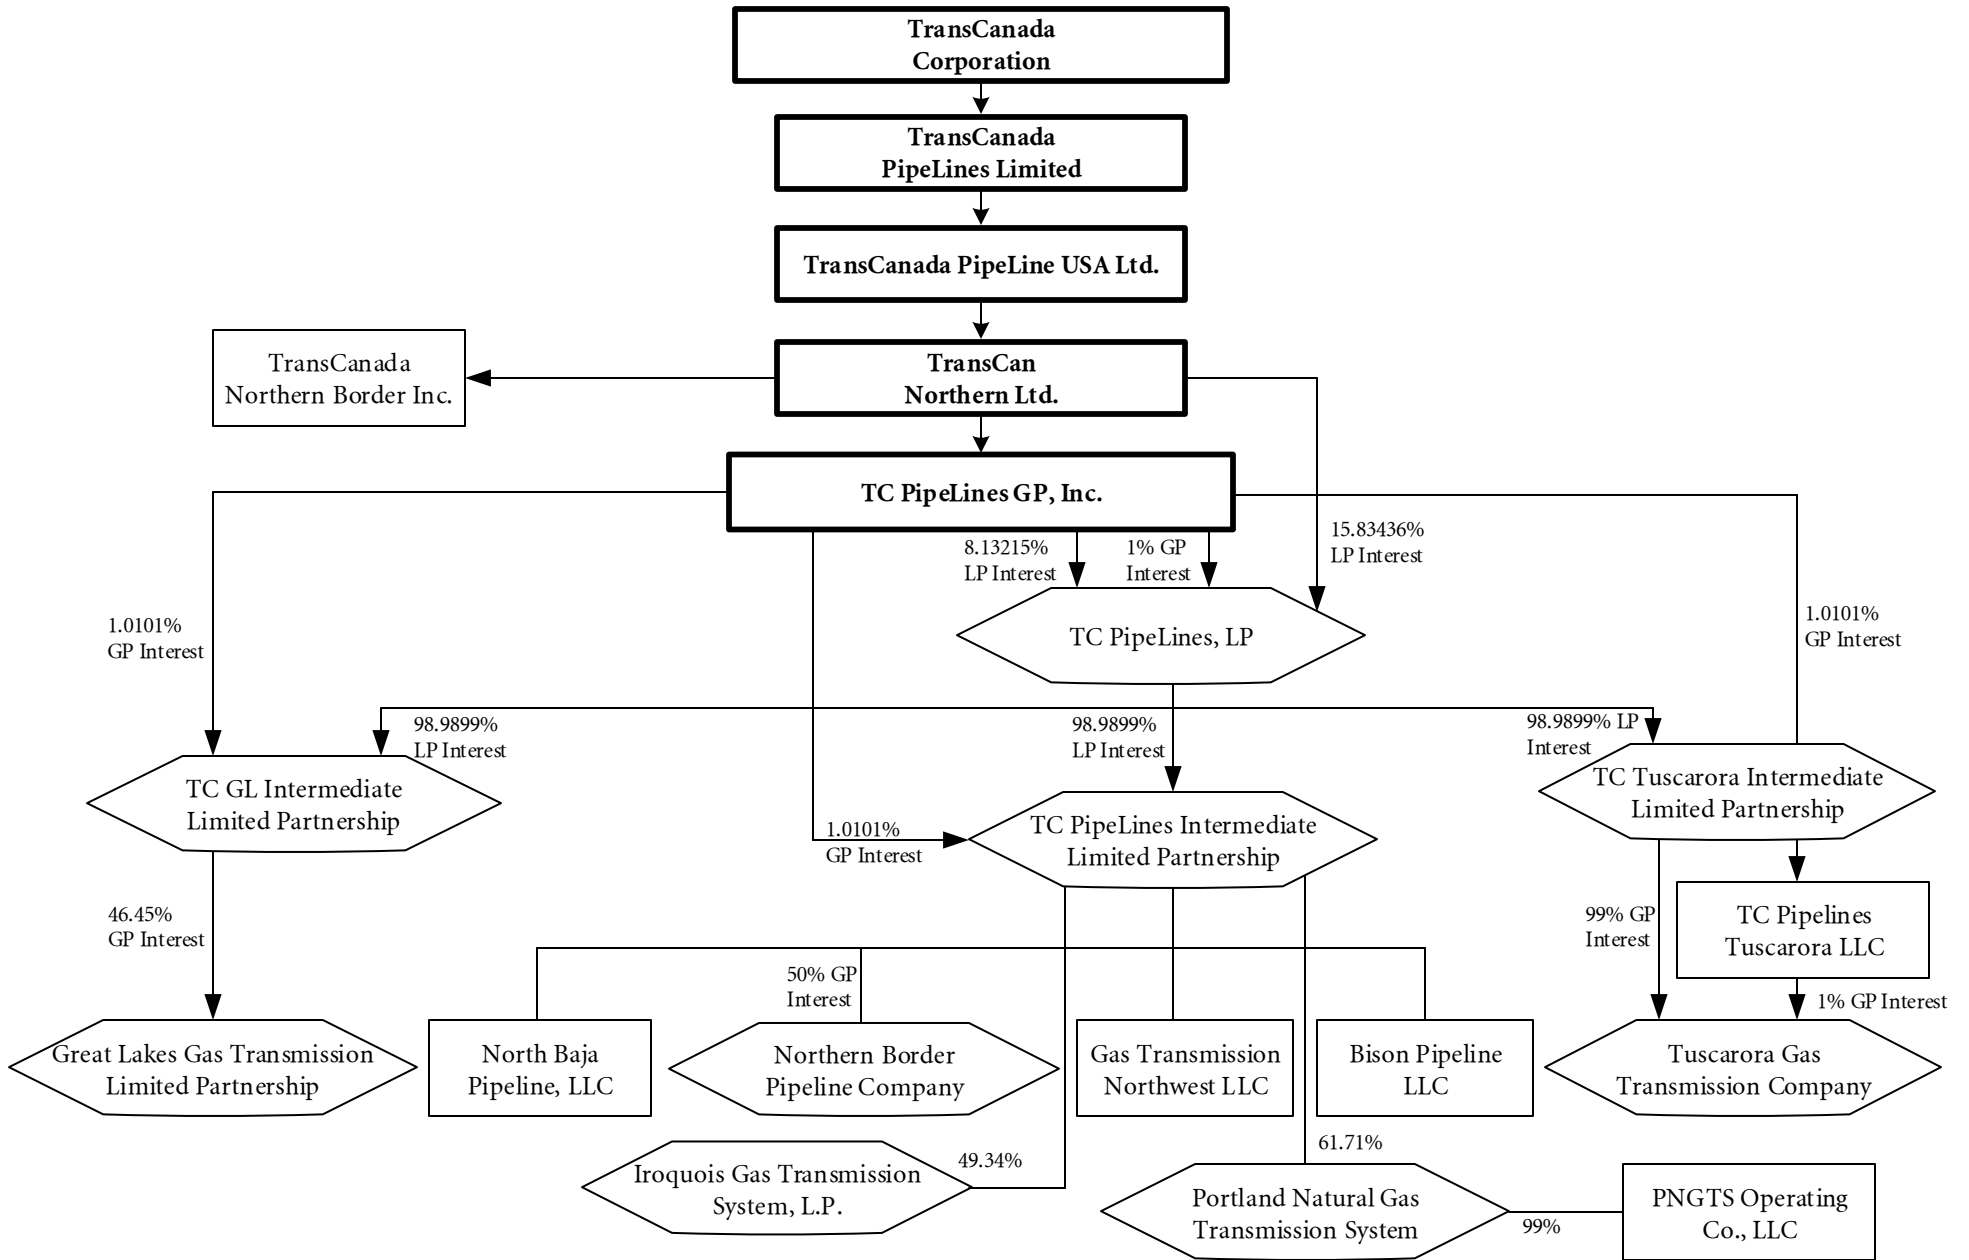 TransCanada
Corporation
TransCanada
PipeLines Limited
TransCanada PipeLine USA Ltd.
TransCanada
Northern Border Inc.
TransCan
Northern Ltd.
TC PipeLines GP, Inc.
8.13215%
LP Interest
1% GP
Interest
15.83436%
LP Interest
1.0101%
GP Interest
TC PipeLines, LP
1.0101%
GP Interest
98.9899%
LP Interest
98.9899%
LP Interest
98.9899% LP
Interest
TC GL Intermediate
Limited Partnership
1.0101%
GP Interest
TC PipeLines Intermediate
Limited Partnership
TC Tuscarora Intermediate
Limited Partnership
46.45%
GP Interest
99% GP
Interest
TC Pipelines
Tuscarora LLC
50% GP
Interest
1% GP Interest
Great Lakes Gas Transmission
Limited Partnership
North Baja
Pipeline, LLC
Northern Border
Pipeline Company
Gas Transmission
Northwest LLC
Bison Pipeline
LLC
Tuscarora Gas
Transmission Company
Iroquois Gas Transmission
System, L.P.
49.34%
61.71%
Portland Natural Gas
Transmission System
99%
PNGTS Operating
Co., LLC